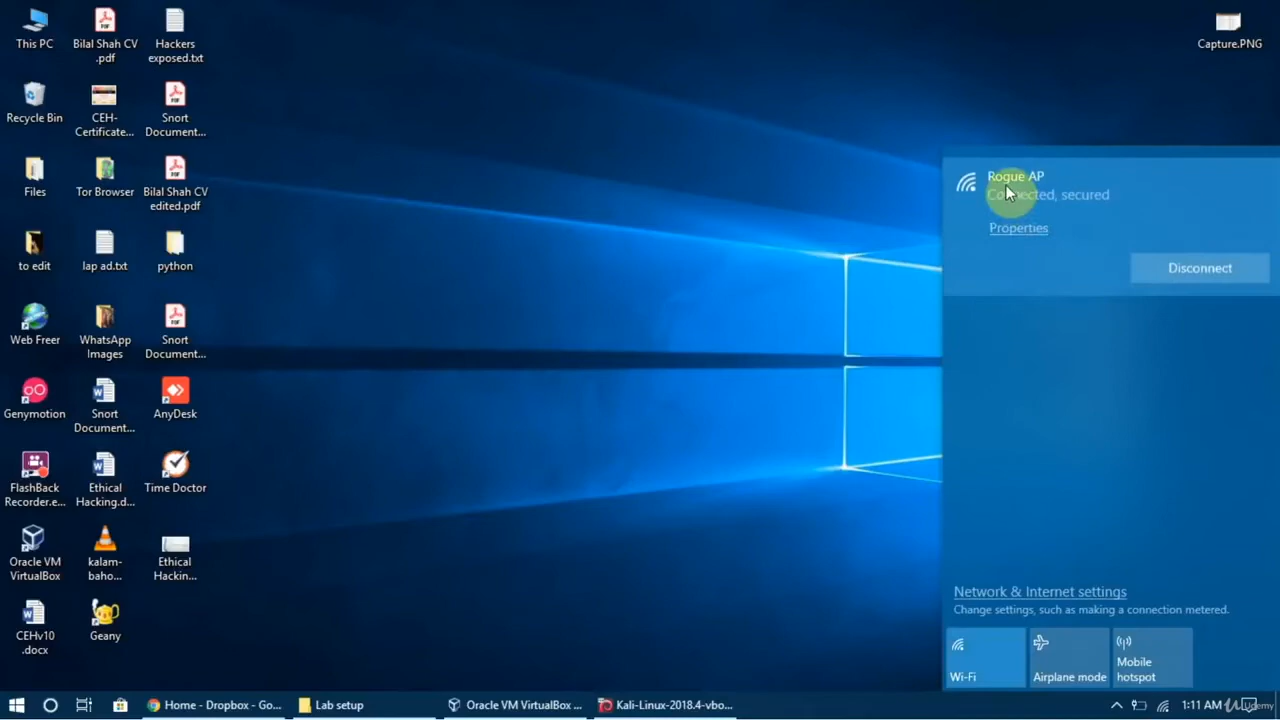 This PC
Bilal Shah CV
.pdf
Hackers
exposed.txt
Capture.PNG
Recycle Bin
CEH-
Certificate...
Snort
Document...
Files
Tor Browser
Bilal Shah CV
edited.pdf
to edit
lap ad.txt
python
Web Freer
WhatsApp
Images
Snort
Document...
Genymotion
Snort
Document...
AnyDesk
FlashBack
Recorder.e...
Ethical
Hacking.d...
Time Doctor
Oracle VM
VirtualBox
kalam-
baho...
Ethical
Hackin...
CEHv10
.docx
Geany
Rogue AP
Connected, secured
Properties
Disconnect
Network & Internet settings
Change settings, such as making a connection metered.
Wi-Fi
Airplane mode
Mobile
hotspot
Home - Dropbox - Go...
Lab setup
Oracle VM VirtualBox ...
Kali-Linux-2018.4-vbo...
1:11 AM
Udemy